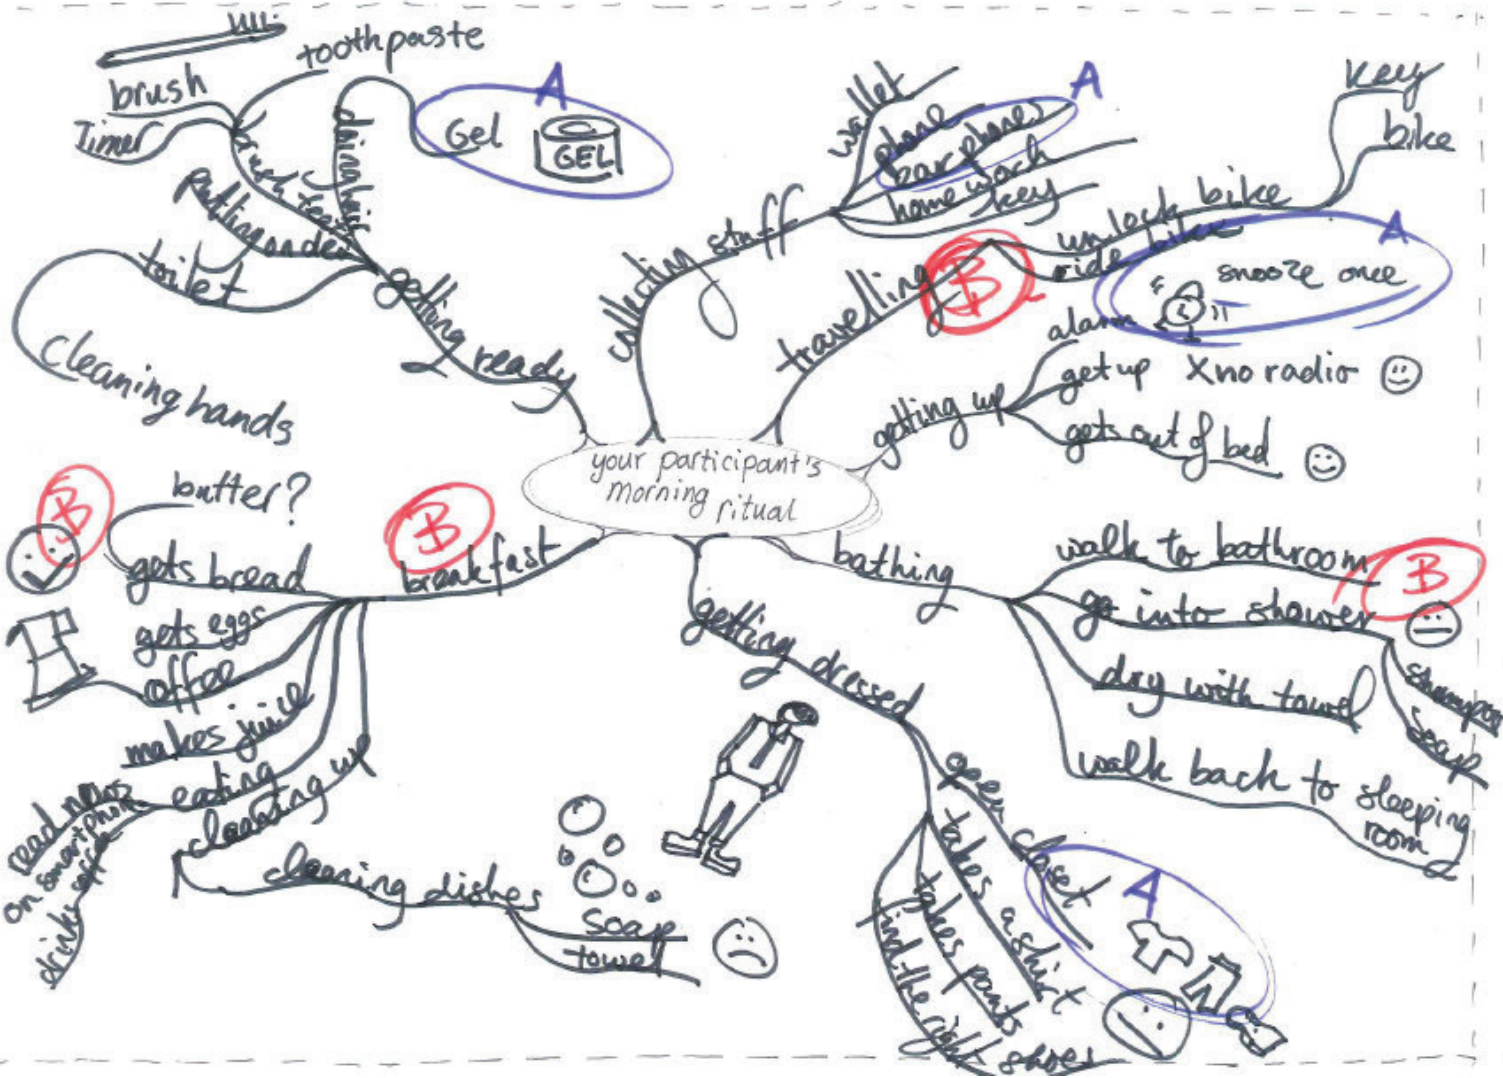 your participant's
morning
ritual
getting ready
brush teeth
brush
Timer
toothpaste
doing hair
Gel
GEL
A
putting on deo
toilet
cleaning hands
collecting stuff
wallet
phone
A
key
travelling
B
unlock bike
key
bike
ride bike
getting up
alarm
snooze once
A
get up X no radio
gets out of bed
bathing
walk to bathroom
B
go into shower
shampoo
soap
dry with towel
walk back to sleeping
room
getting dressed
open closet
A
takes a shirt
takes pants
find the right shoes
breakfast
B
gets bread
butter?
B
gets eggs
offee
makes juice
eating
read news
on smartphone
drinks coffee
cleaning up
cleaning dishes
soap
towel